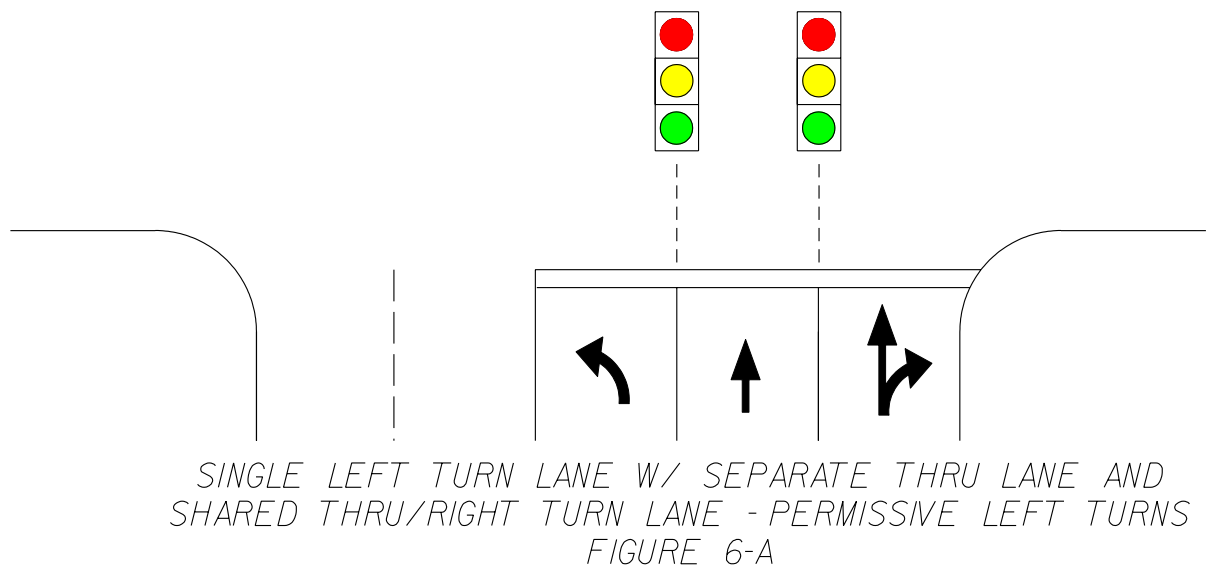 SINGLE LEFT TURN LANE W/ SEPARATE THRU LANE AND
SHARED THRU/RIGHT TURN LANE - PERMISSIVE LEFT TURNS
FIGURE 6-A